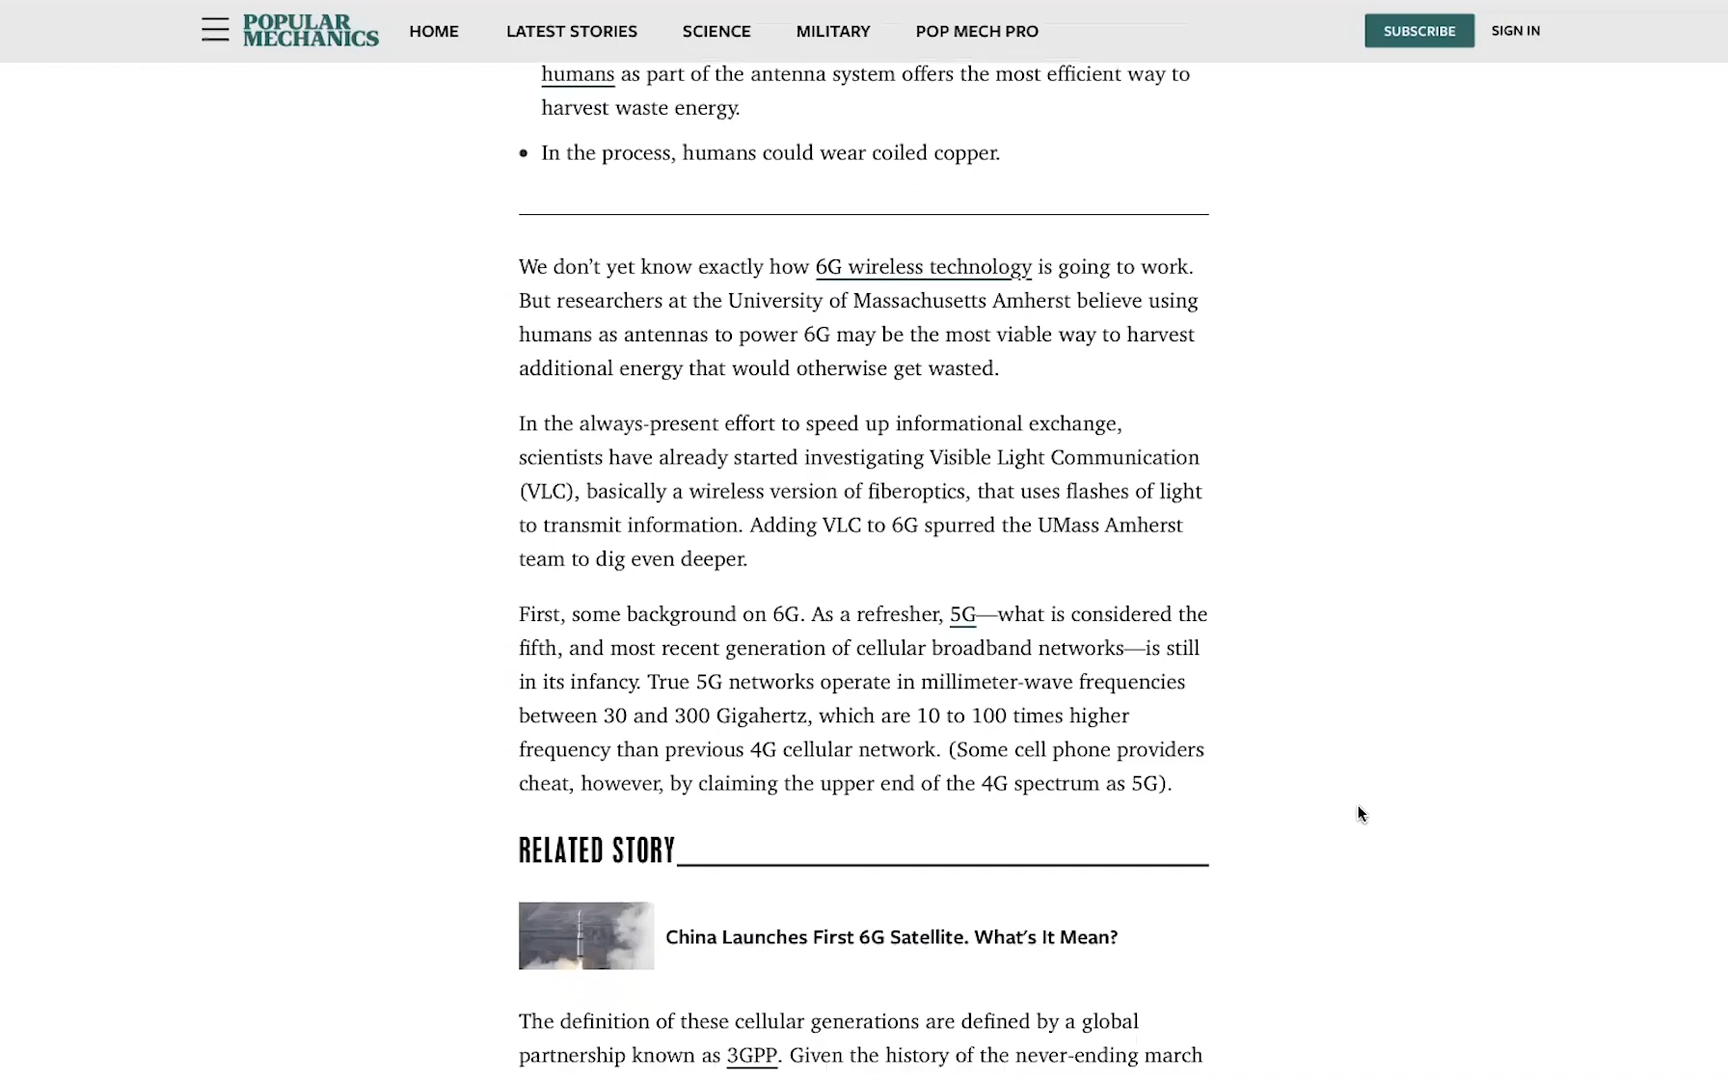 POPULAR
MECHANICS
HOME
LATEST STORIES
SCIENCE
MILITARY
POP MECH PRO
SUBSCRIBE
SIGN IN
humans as part of the antenna system offers the most efficient way to
harvest waste energy.
• In the process, humans could wear coiled copper.
We don’t yet know exactly how 6G wireless technology is going to work.
But researchers at the University of Massachusetts Amherst believe using
humans as antennas to power 6G may be the most viable way to harvest
additional energy that would otherwise get wasted.
In the always-present effort to speed up informational exchange,
scientists have already started investigating Visible Light Communication
(VLC), basically a wireless version of fiberoptics, that uses flashes of light
to transmit information. Adding VLC to 6G spurred the UMass Amherst
team to dig even deeper.
First, some background on 6G. As a refresher, 5G—what is considered the
fifth, and most recent generation of cellular broadband networks—is still
in its infancy. True 5G networks operate in millimeter-wave frequencies
between 30 and 300 Gigahertz, which are 10 to 100 times higher
frequency than previous 4G cellular network. (Some cell phone providers
cheat, however, by claiming the upper end of the 4G spectrum as 5G).
RELATED STORY
China Launches First 6G Satellite. What’s It Mean?
The definition of these cellular generations are defined by a global
partnership known as 3GPP. Given the history of the never-ending march